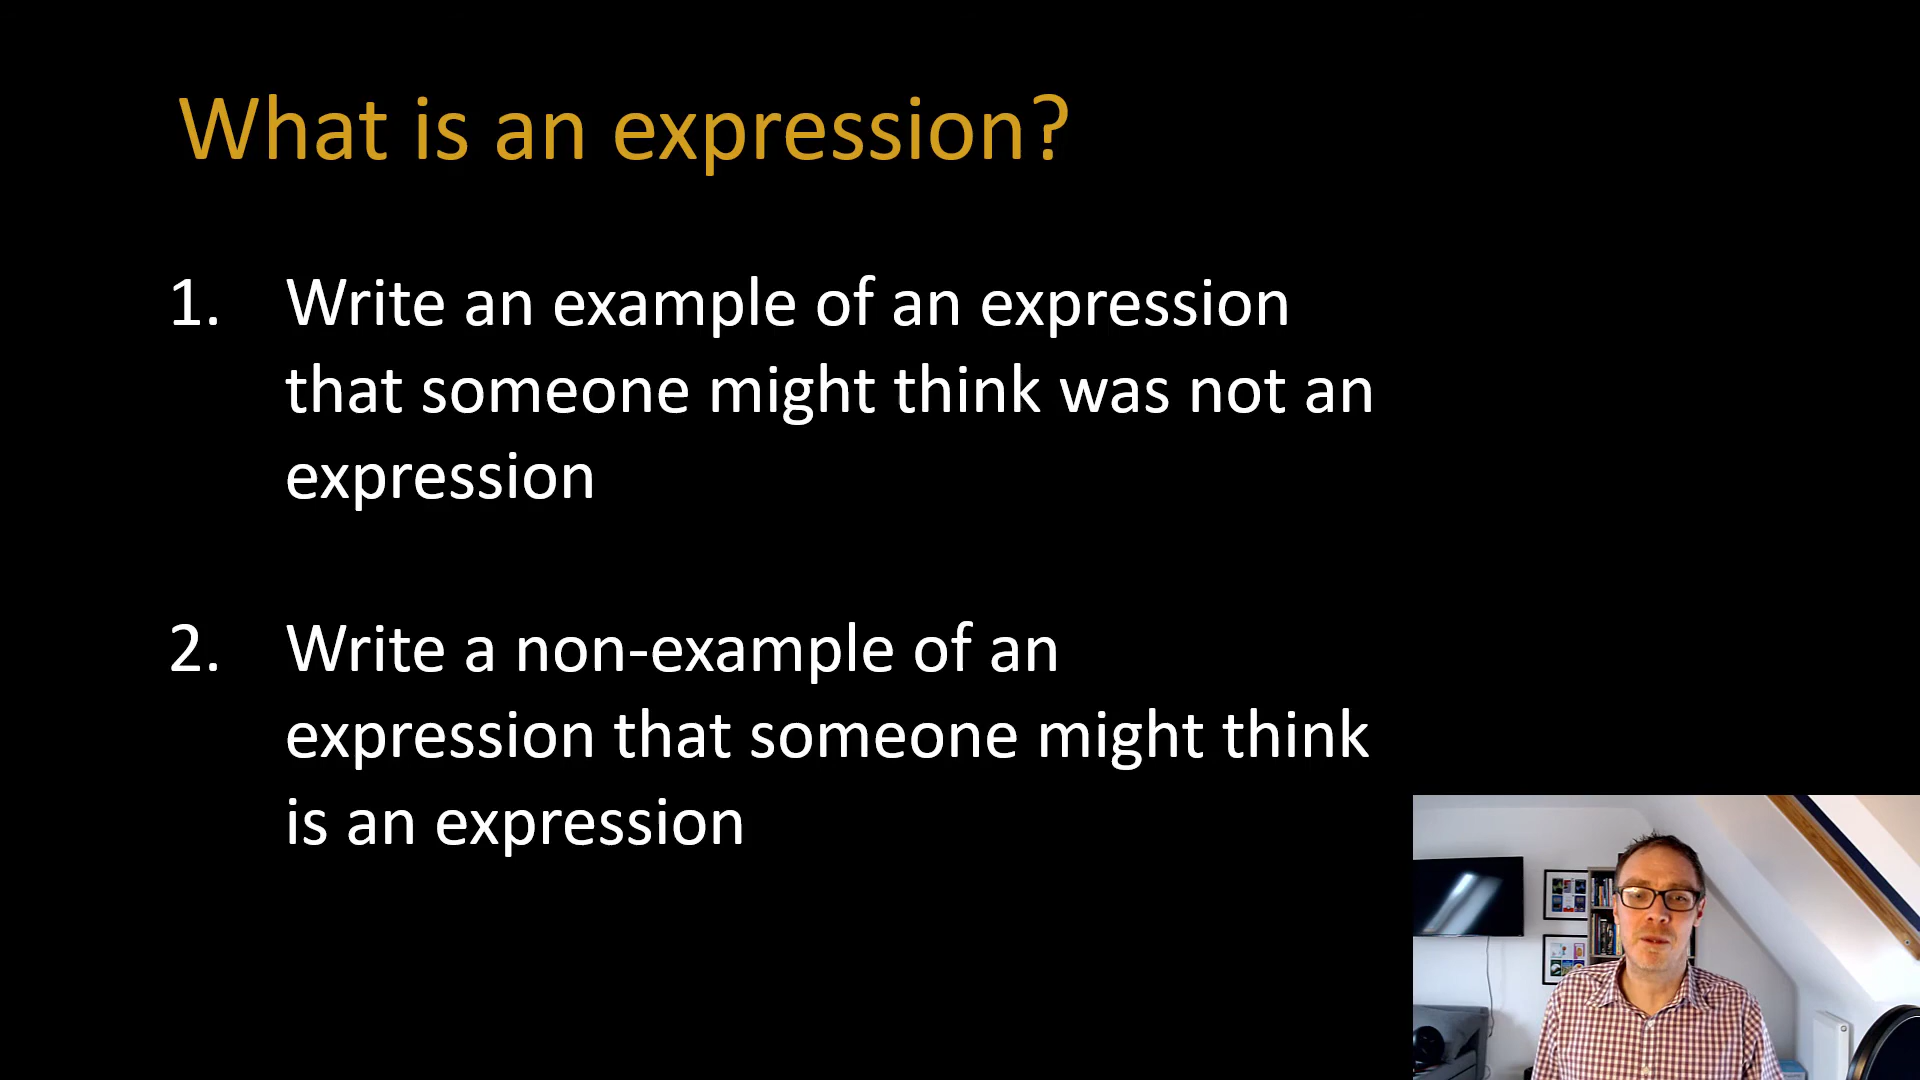 What is an expression?
1. Write an example of an expression
that someone might think was not an
expression
2. Write a non-example of an
expression that someone might think
is an expression